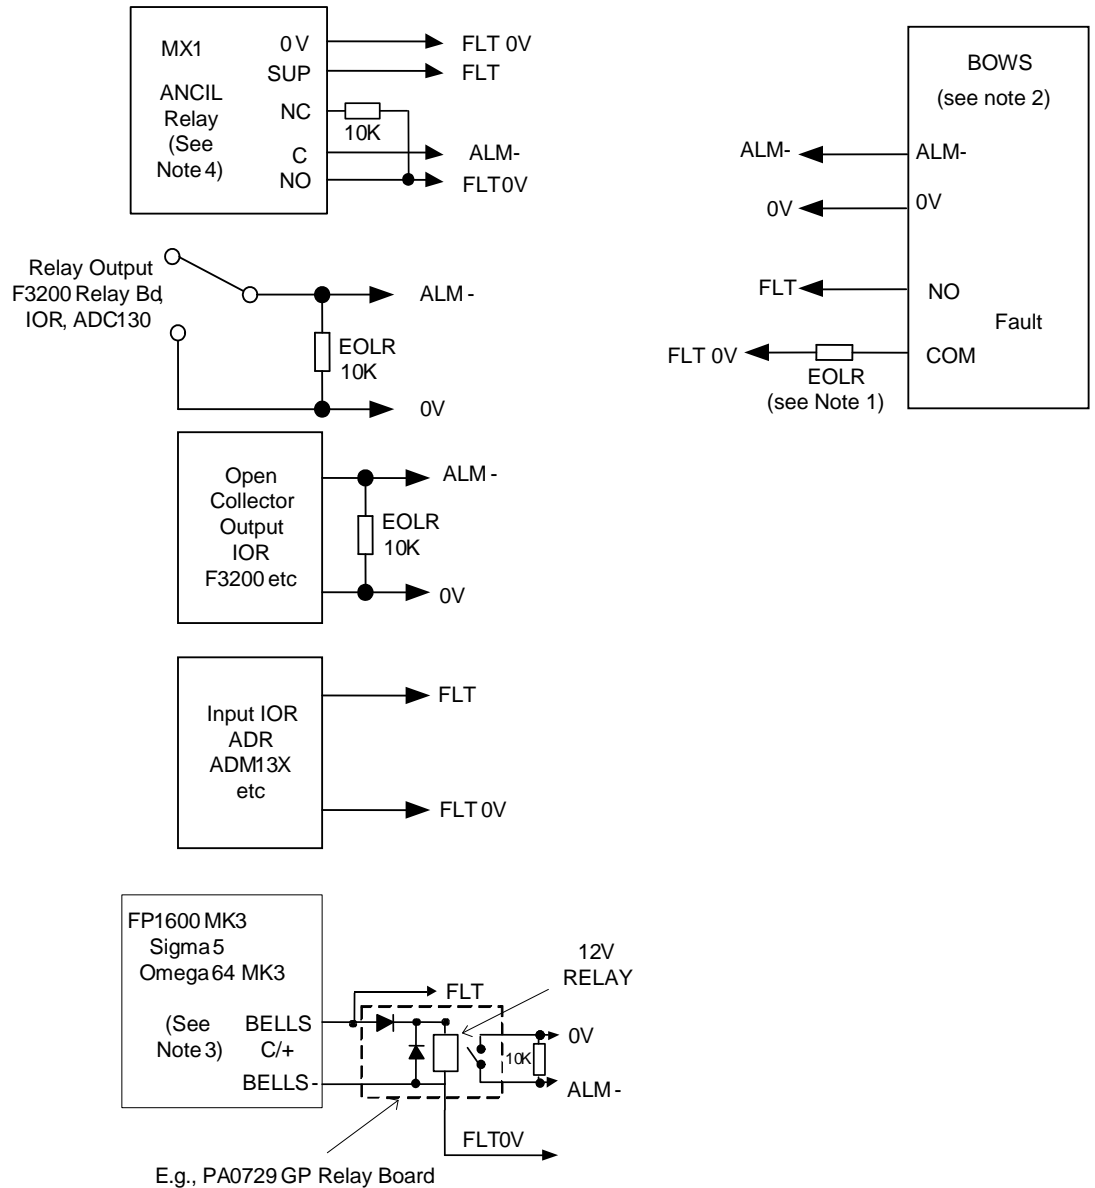 MX1
ANCIL
Relay
(See
Note 4)
0 V
SUP
NC
C
NO
10K
FLT 0V
FLT
ALM-
FLT0V
BOWS
(see note 2)
ALM-
ALM-
0V
0V
FLT
NO
Fault
FLT 0V
COM
EOLR
(see Note 1)
Relay Output
F3200 Relay Bd,
IOR, ADC130
ALM -
EOLR
10K
0V
Open
Collector
Output
IOR
F3200 etc
ALM -
EOLR
10K
0V
Input IOR
ADR
ADM13X
etc
FLT
FLT 0V
FP1600 MK3
Sigma 5
Omega 64 MK3
(See
Note 3)
BELLS
C/+
BELLS -
FLT
12V
RELAY
10K
0V
ALM -
FLT0V
E.g., PA0729 GP Relay Board